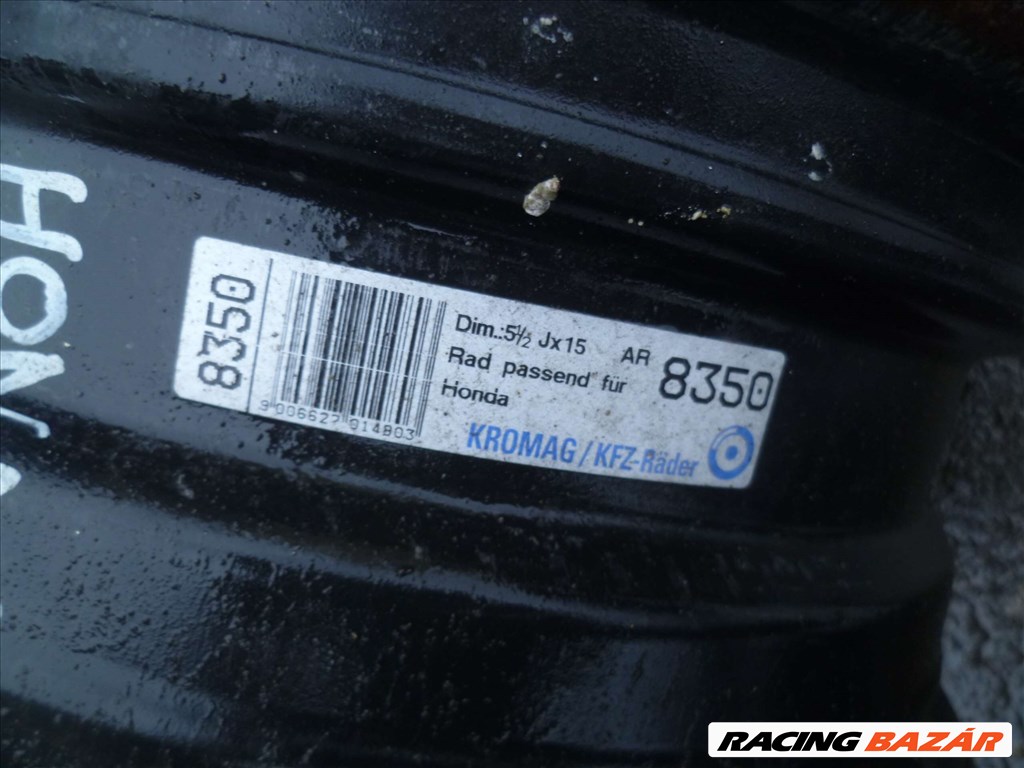 HON
8350
9 006627 014803
Dim.:5½ Jx15 AR 8350
Rad passend für
Honda
KROMAG/KFZ-Räder
RACING BAZÁR